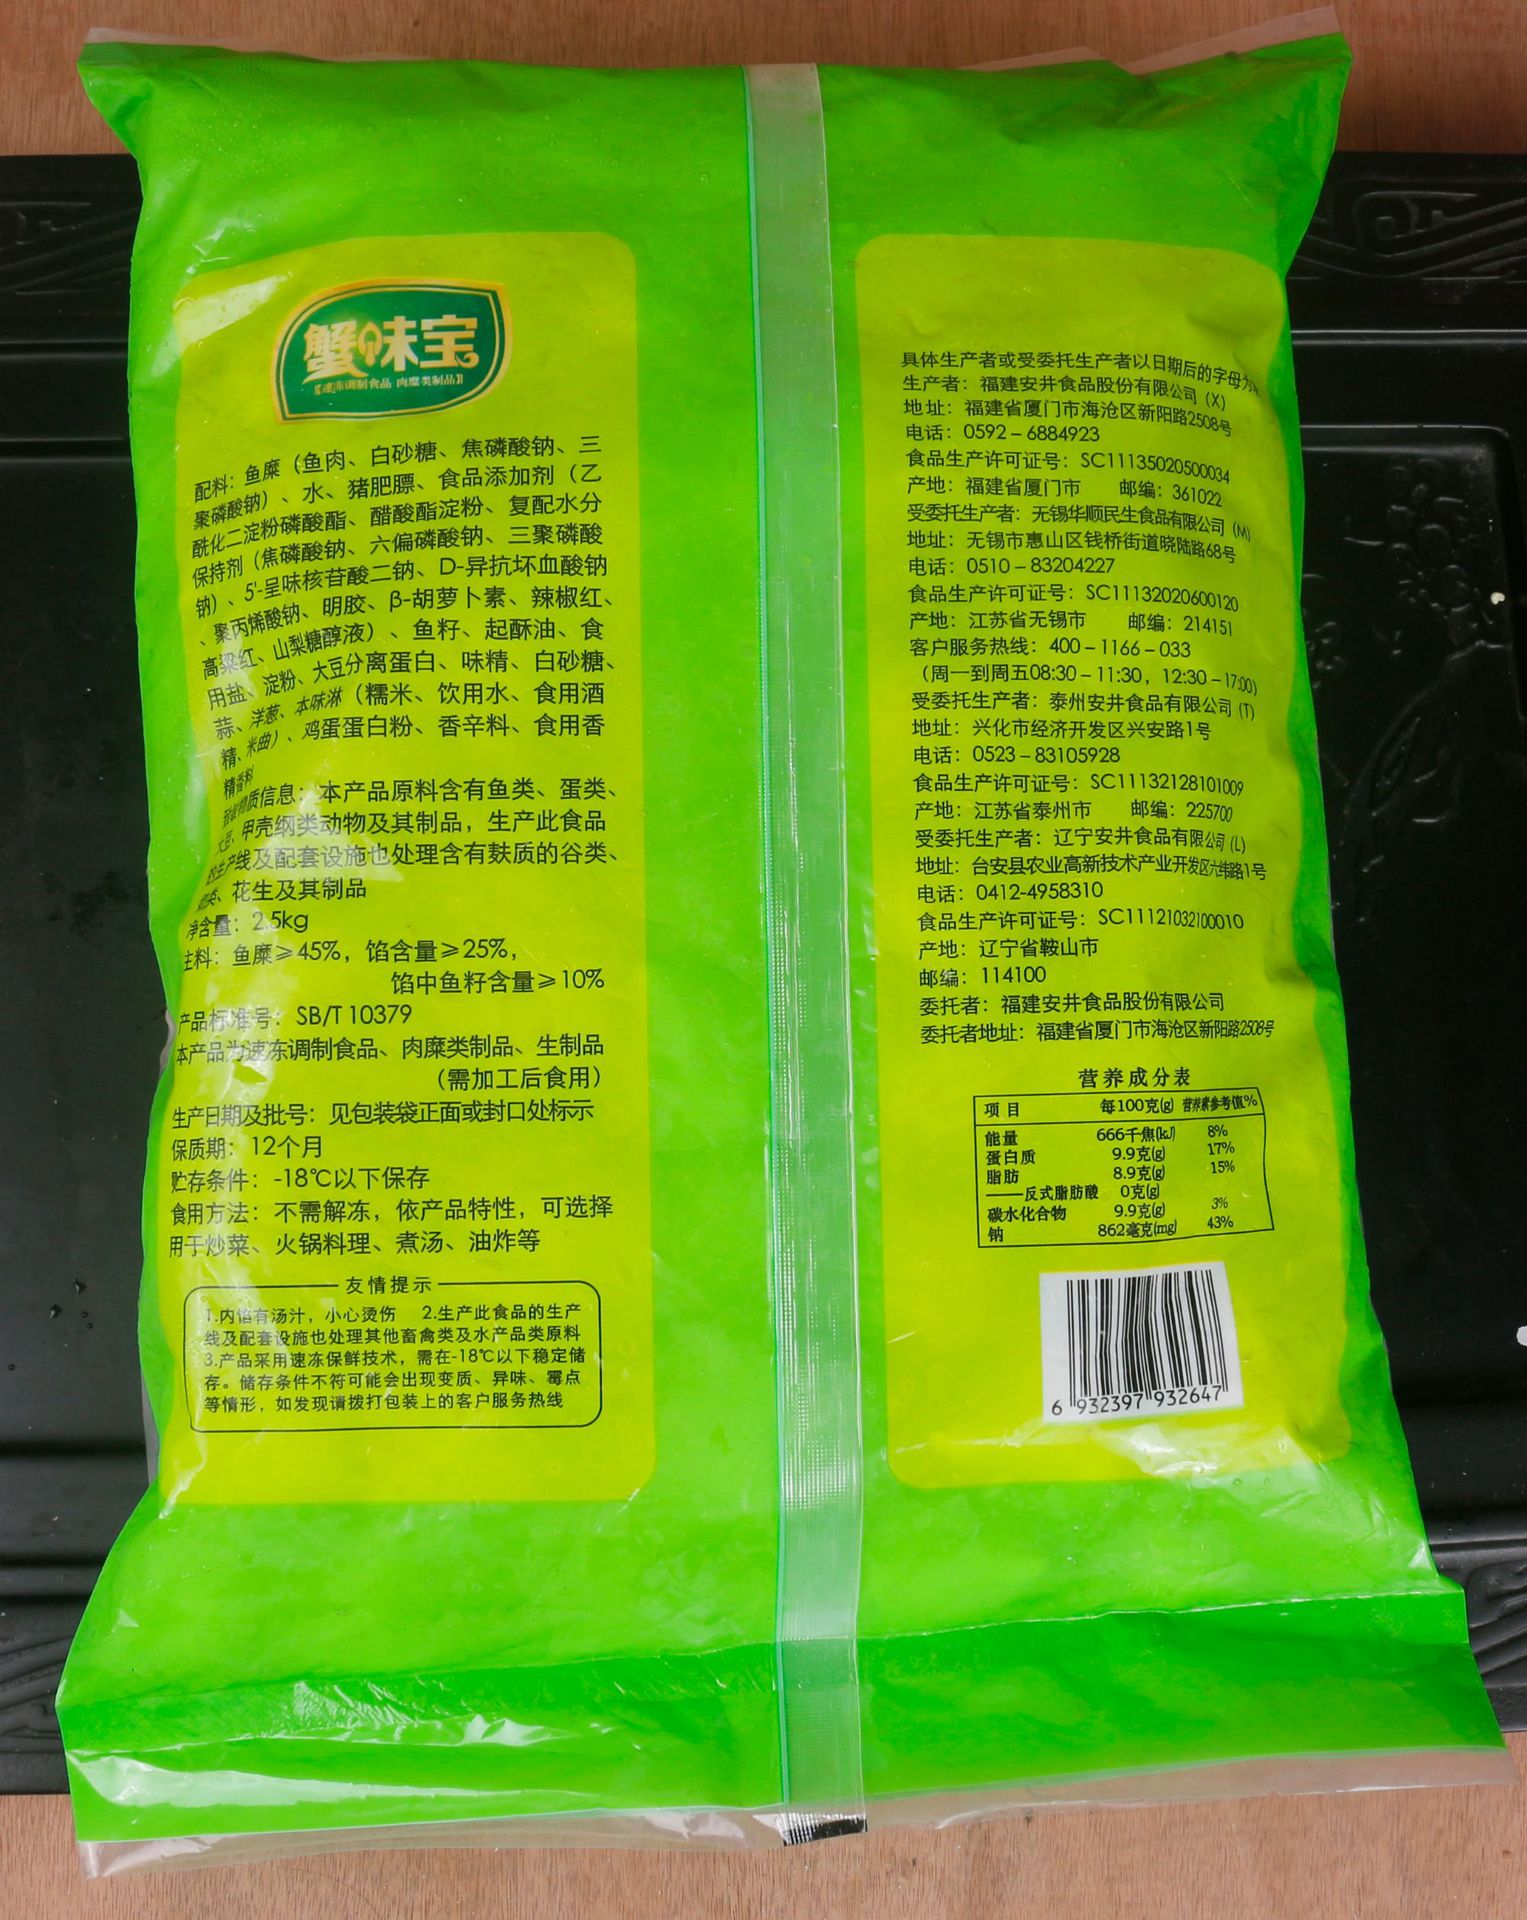 蟹味宝
【速冻调制食品 肉糜类制品】
配料：鱼糜（鱼肉、白砂糖、焦磷酸钠、三
聚磷酸钠）、水、猪肥膘、食品添加剂（乙
酰化二淀粉磷酸酯、醋酸酯淀粉、复配水分
保持剂（焦磷酸钠、六偏磷酸钠、三聚磷酸
钠）、5'-呈味核苷酸二钠、D-异抗坏血酸钠
、聚丙烯酸钠、明胶、β-胡萝卜素、辣椒红、
高粱红、山梨糖醇液）、鱼籽、起酥油、食
用盐、淀粉、大豆分离蛋白、味精、白砂糖、
蒜、洋葱、本味淋（糯米、饮用水、食用酒
精、米曲）、鸡蛋蛋白粉、香辛料、食用香
精香料
致敏物质信息：本产品原料含有鱼类、蛋类、
大豆、甲壳纲类动物及其制品，生产此食品
的生产线及配套设施也处理含有麸质的谷类、
花生及其制品
净含量：2.5kg
主料：鱼糜≥45%，馅含量≥25%，
馅中鱼籽含量≥10%
产品标准号：SB/T 10379
本产品为速冻调制食品、肉糜类制品、生制品
（需加工后食用）
生产日期及批号：见包装袋正面或封口处标示
保质期：12个月
贮存条件：-18℃以下保存
食用方法：不需解冻，依产品特性，可选择
用于炒菜、火锅料理、煮汤、油炸等
友情提示
1.内馅有汤汁，小心烫伤 2.生产此食品的生产
线及配套设施也处理其他畜禽类及水产品类原料
3.产品采用速冻保鲜技术，需在-18℃以下稳定储
存。储存条件不符可能会出现变质、异味、霉点
等情形，如发现请拨打包装上的客户服务热线
具体生产者或受委托生产者以日期后的字母为
生产者：福建安井食品股份有限公司（X）
地址：福建省厦门市海沧区新阳路2508号
电话：0592－6884923
食品生产许可证号：SC11135020500034
产地：福建省厦门市 邮编：361022
受委托生产者：无锡华顺民生食品有限公司（M）
地址：无锡市惠山区钱桥街道晓陆路68号
电话：0510－83204227
食品生产许可证号：SC11132020600120
产地：江苏省无锡市 邮编：214151
客户服务热线：400－1166－033
（周一到周五08:30－11:30，12:30－17:00）
受委托生产者：泰州安井食品有限公司（T）
地址：兴化市经济开发区兴安路1号
电话：0523－83105928
食品生产许可证号：SC11132128101009
产地：江苏省泰州市 邮编：225700
受委托生产者：辽宁安井食品有限公司（L）
地址：台安县农业高新技术产业开发区六纬路1号
电话：0412-4958310
食品生产许可证号：SC11121032100010
产地：辽宁省鞍山市
邮编：114100
委托者：福建安井食品股份有限公司
委托者地址：福建省厦门市海沧区新阳路2508号
营养成分表
项目 每100克(g) 营养素参考值%
能量 666千焦(kJ) 8%
蛋白质 9.9克(g) 17%
脂肪 8.9克(g) 15%
——反式脂肪酸 0克(g)
碳水化合物 9.9克(g) 3%
钠 862毫克(mg) 43%
6 932397 932647